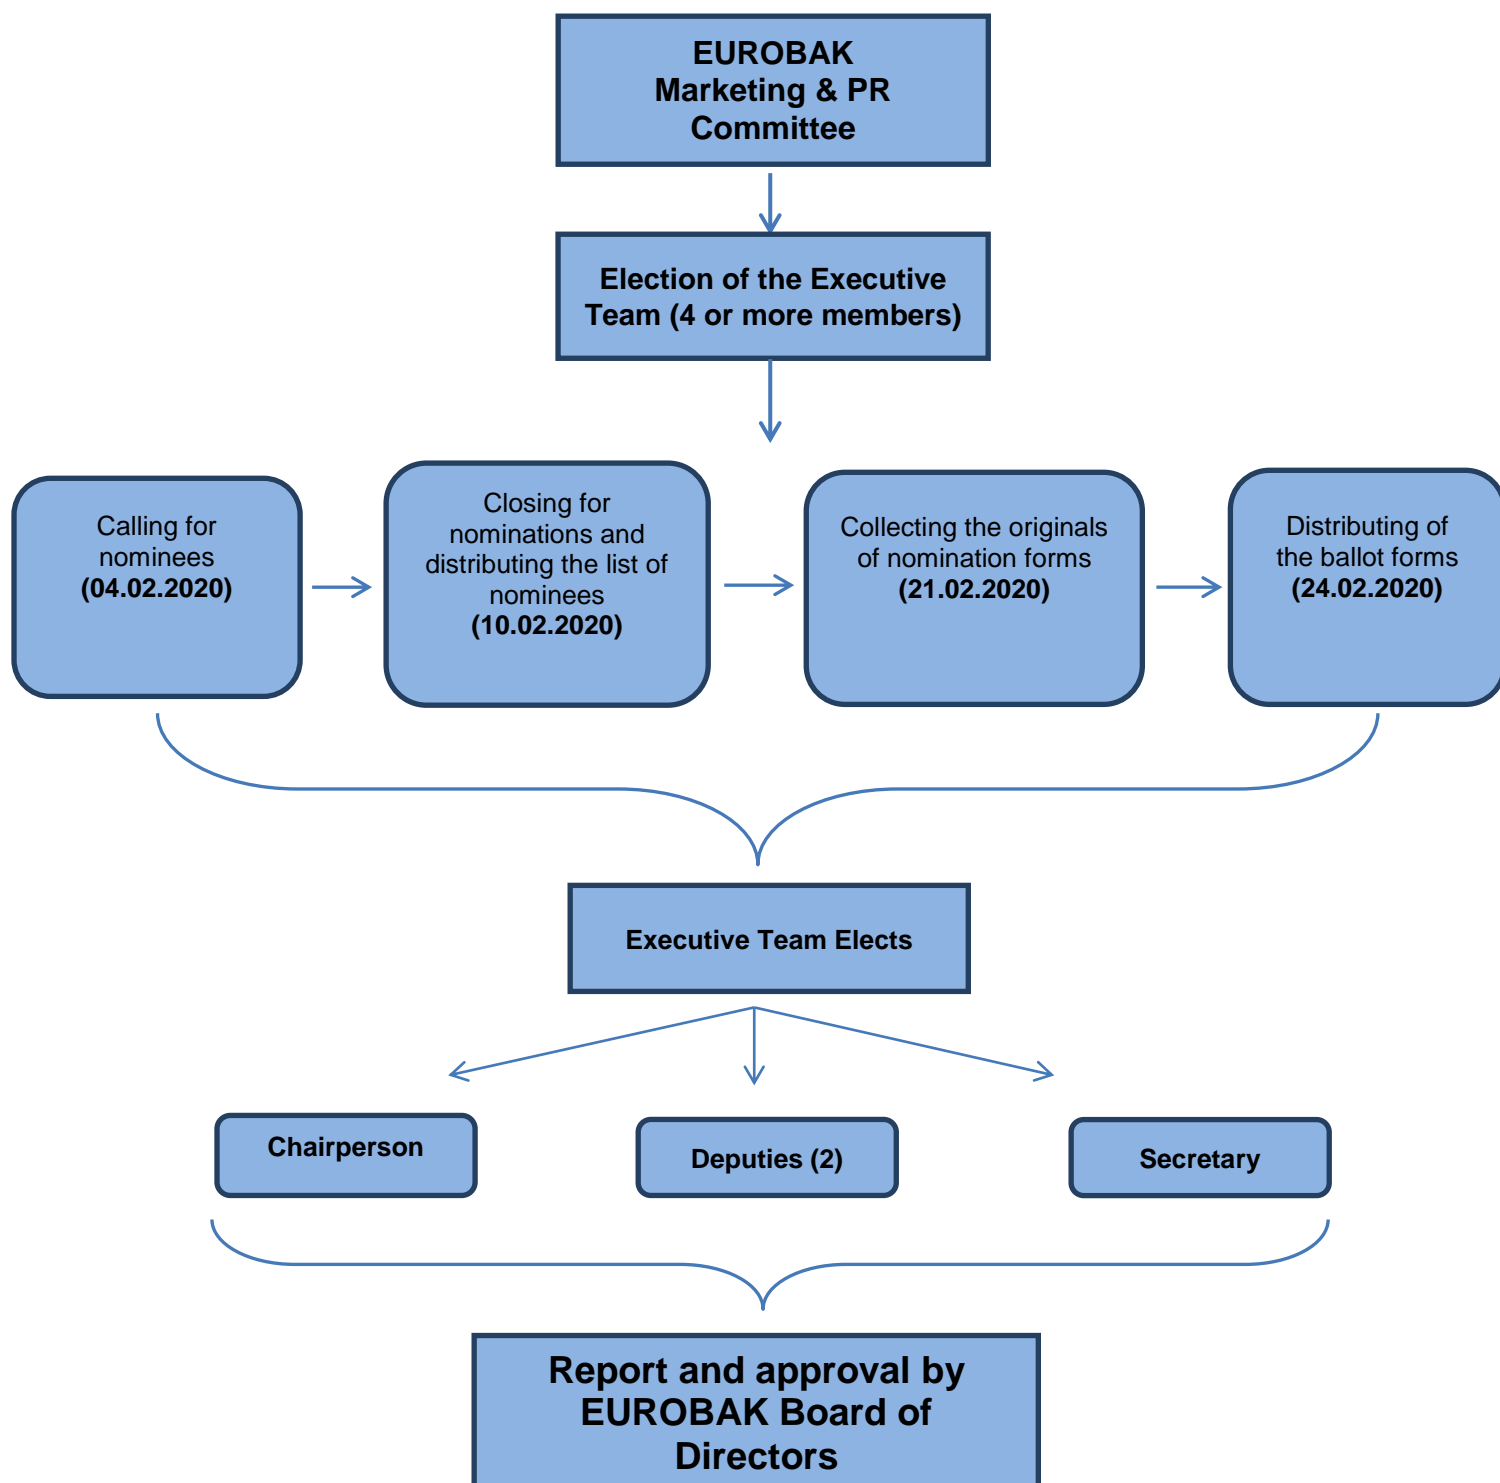 EUROBAK
Marketing & PR
Committee
Election of the Executive
Team (4 or more members)
Calling for
nominees
(04.02.2020)
Closing for
nominations and
distributing the list of
nominees
(10.02.2020)
Collecting the originals
of nomination forms
(21.02.2020)
Distributing of
the ballot forms
(24.02.2020)
Executive Team Elects
Chairperson
Deputies (2)
Secretary
Report and approval by
EUROBAK Board of
Directors